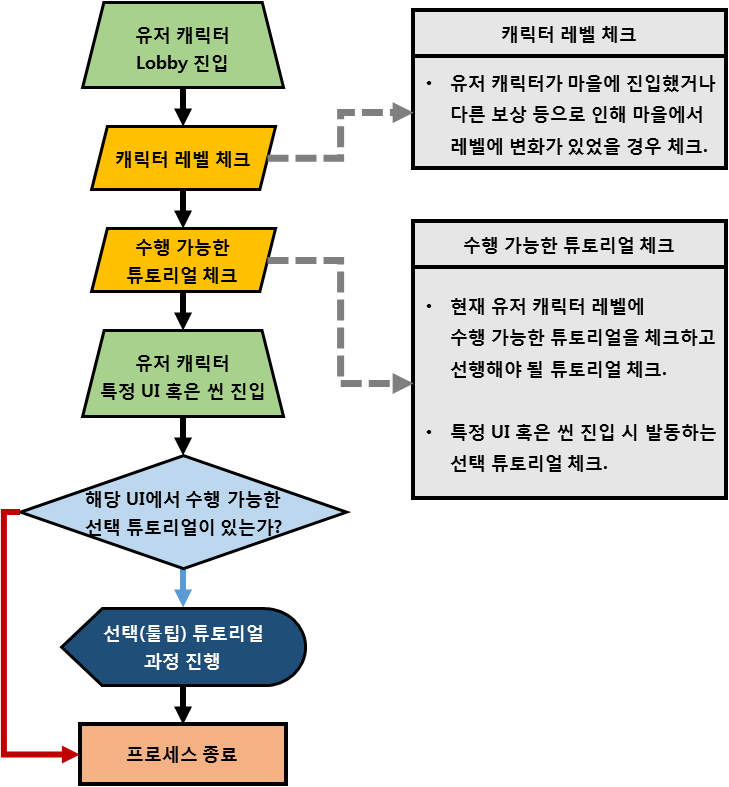 유저 캐릭터
Lobby 진입
캐릭터 레벨 체크
수행 가능한
튜토리얼 체크
유저 캐릭터
특정 UI 혹은 씬 진입
해당 UI에서 수행 가능한
선택 튜토리얼이 있는가?
선택(툴팁) 튜토리얼
과정 진행
프로세스 종료
캐릭터 레벨 체크
• 유저 캐릭터가 마을에 진입했거나
다른 보상 등으로 인해 마을에서
레벨에 변화가 있었을 경우 체크.
수행 가능한 튜토리얼 체크
• 현재 유저 캐릭터 레벨에
수행 가능한 튜토리얼을 체크하고
선행해야 될 튜토리얼 체크.
• 특정 UI 혹은 씬 진입 시 발동하는
선택 튜토리얼 체크.